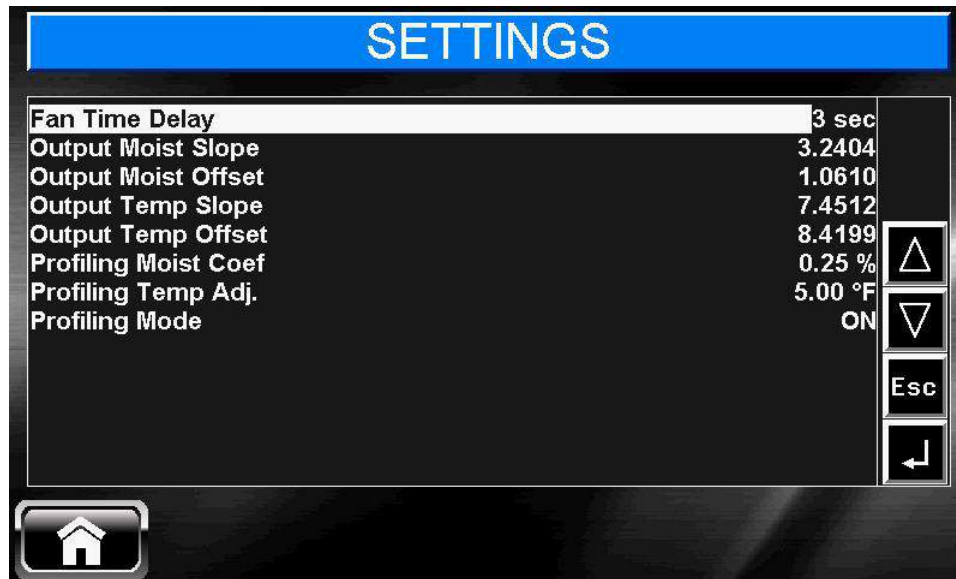 SETTINGS
Fan Time Delay 3 sec
Output Moist Slope 3.2404
Output Moist Offset 1.0610
Output Temp Slope 7.4512
Output Temp Offset 8.4199
Profiling Moist Coef 0.25 %
Profiling Temp Adj. 5.00 °F
Profiling Mode ON
Esc